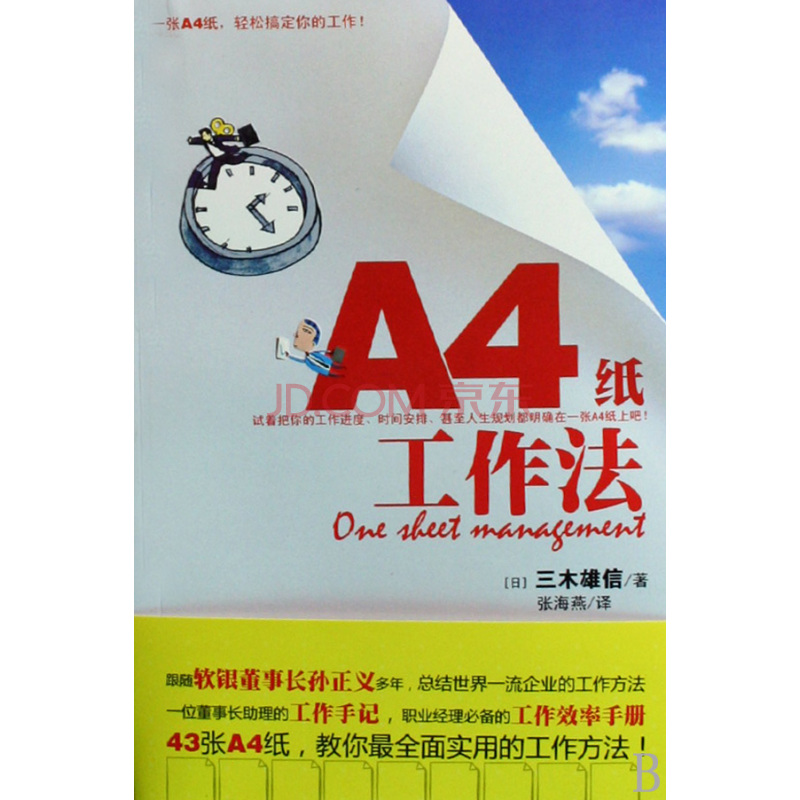 一张A4纸，轻松搞定你的工作！
A4纸
JD.COM 京东
试着把你的工作进度、时间安排、甚至人生规划都明确在一张A4纸上吧！
工作法
One sheet management
［日］三木雄信/著
张海燕/译
跟随软银董事长孙正义多年，总结世界一流企业的工作方法
一位董事长助理的工作手记，职业经理必备的工作效率手册
43张A4纸，教你最全面实用的工作方法！
B